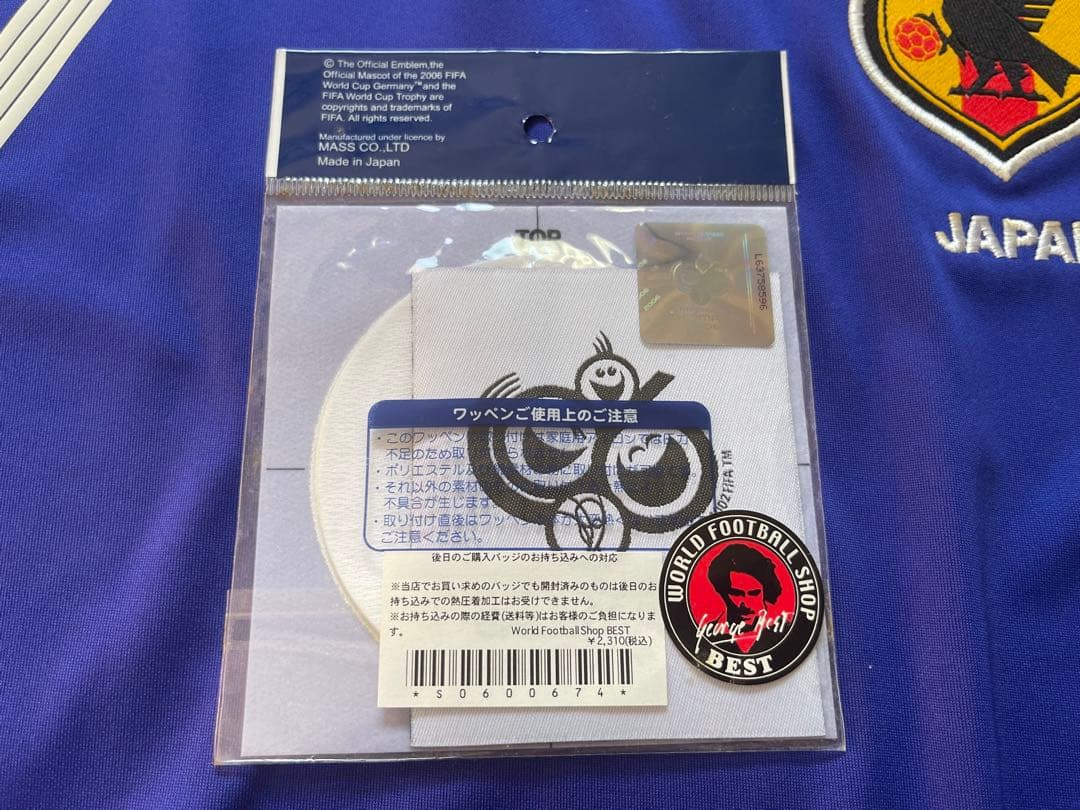 © The Official Emblem,the
Official Mascot of the 2006 FIFA
World Cup Germany™and the
FIFA World Cup Trophy are
copyrights and trademarks of
FIFA. All rights reserved.
Manufactured under licence by
MASS CO.,LTD
Made in Japan
TOP
L63758596
JAPA
ワッペンご使用上のご注意
・このワッペン
不足のため取
・ポリエステル及
・それ以外の素材
不具合が生じます。
・取り付け直後はワッペン
ご注意ください。
02 FIFA TM
後日のご購入バッジのお持ち込みへの対応
※当店でお買い求めのバッジでも開封済みのものは後日のお
持ち込みでの熱圧着加工はお受けできません。
※お持ち込みの際の経費(送料等)はお客様のご負担になりま
す。 World FootballShop BEST
￥2,310(税込)
*S0600674*
WORLD FOOTBALL SHOP
George Best
BEST